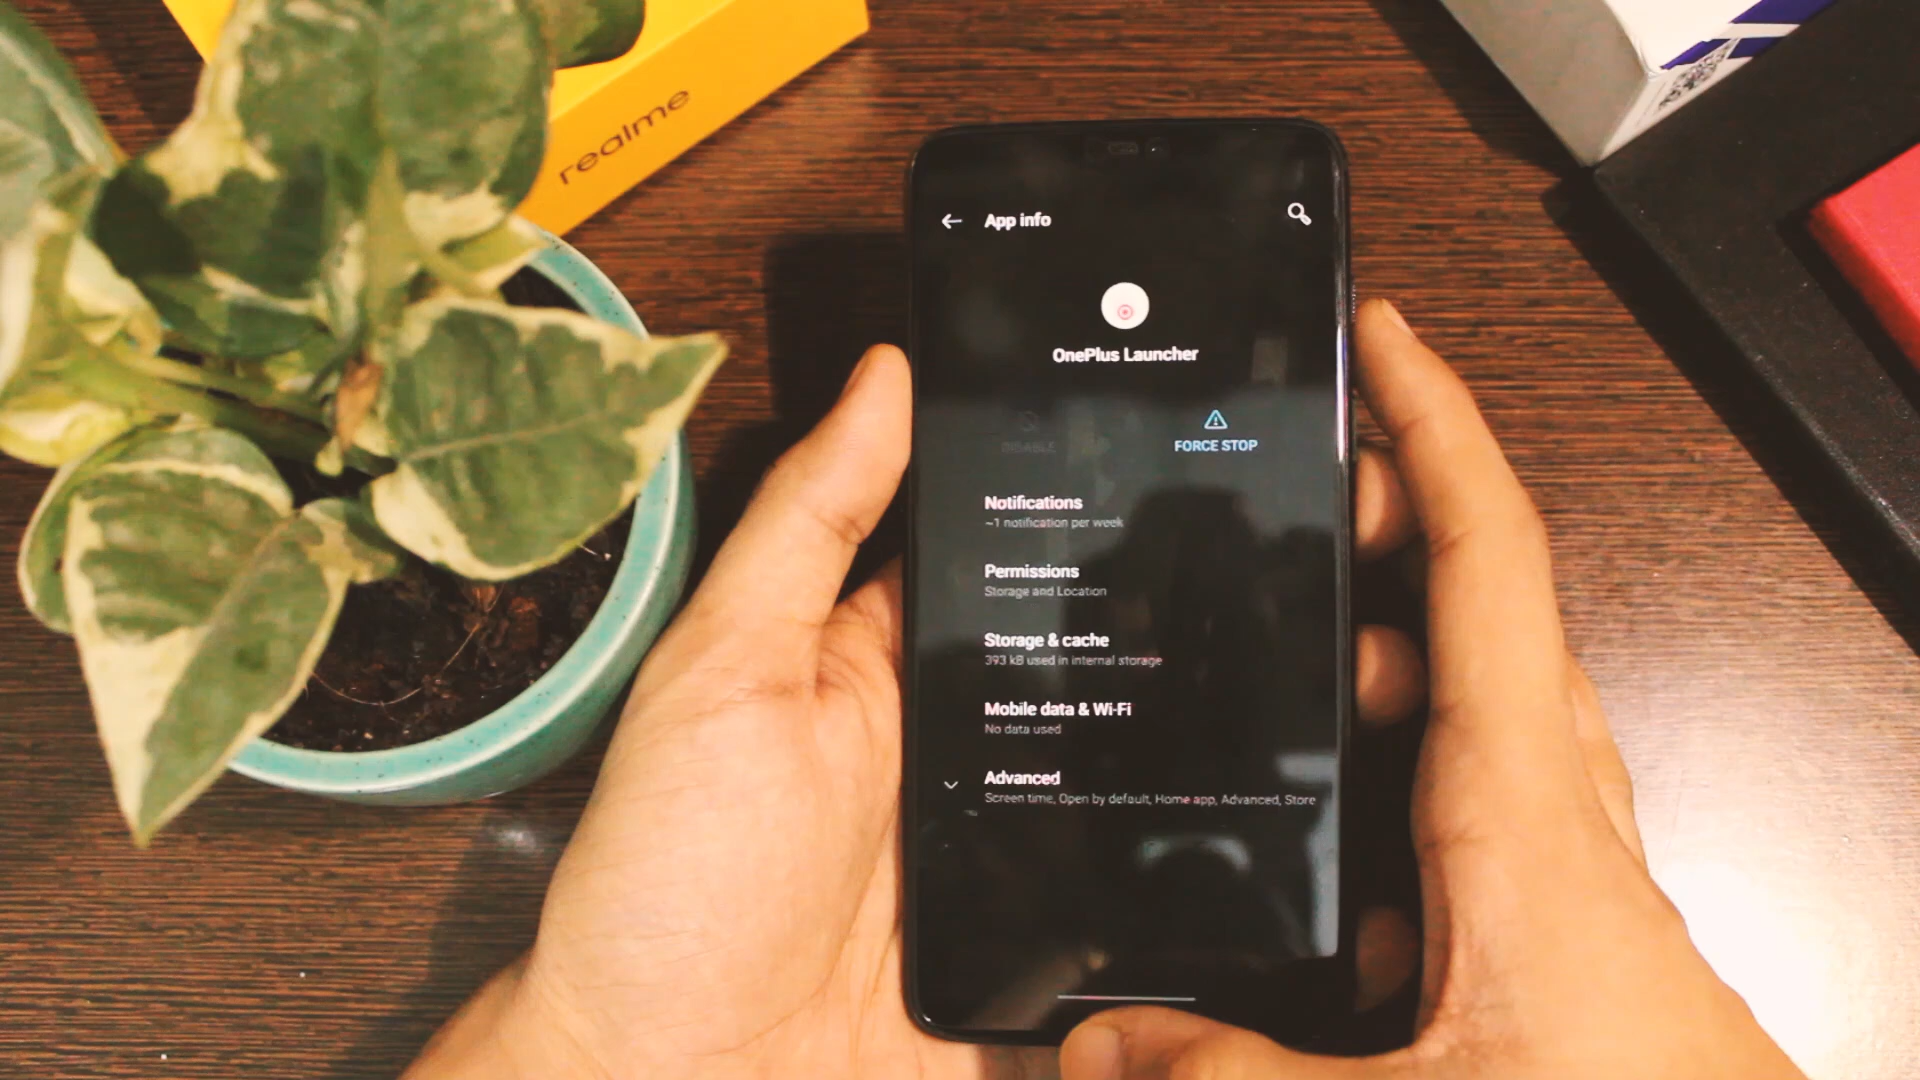 realme
App info
OnePlus Launcher
DISABLE
FORCE STOP
Notifications
~1 notification per week
Permissions
Storage and Location
Storage & cache
393 kB used in internal storage
Mobile data & Wi-Fi
No data used
Advanced
Screen time, Open by default, Home app, Advanced, Store